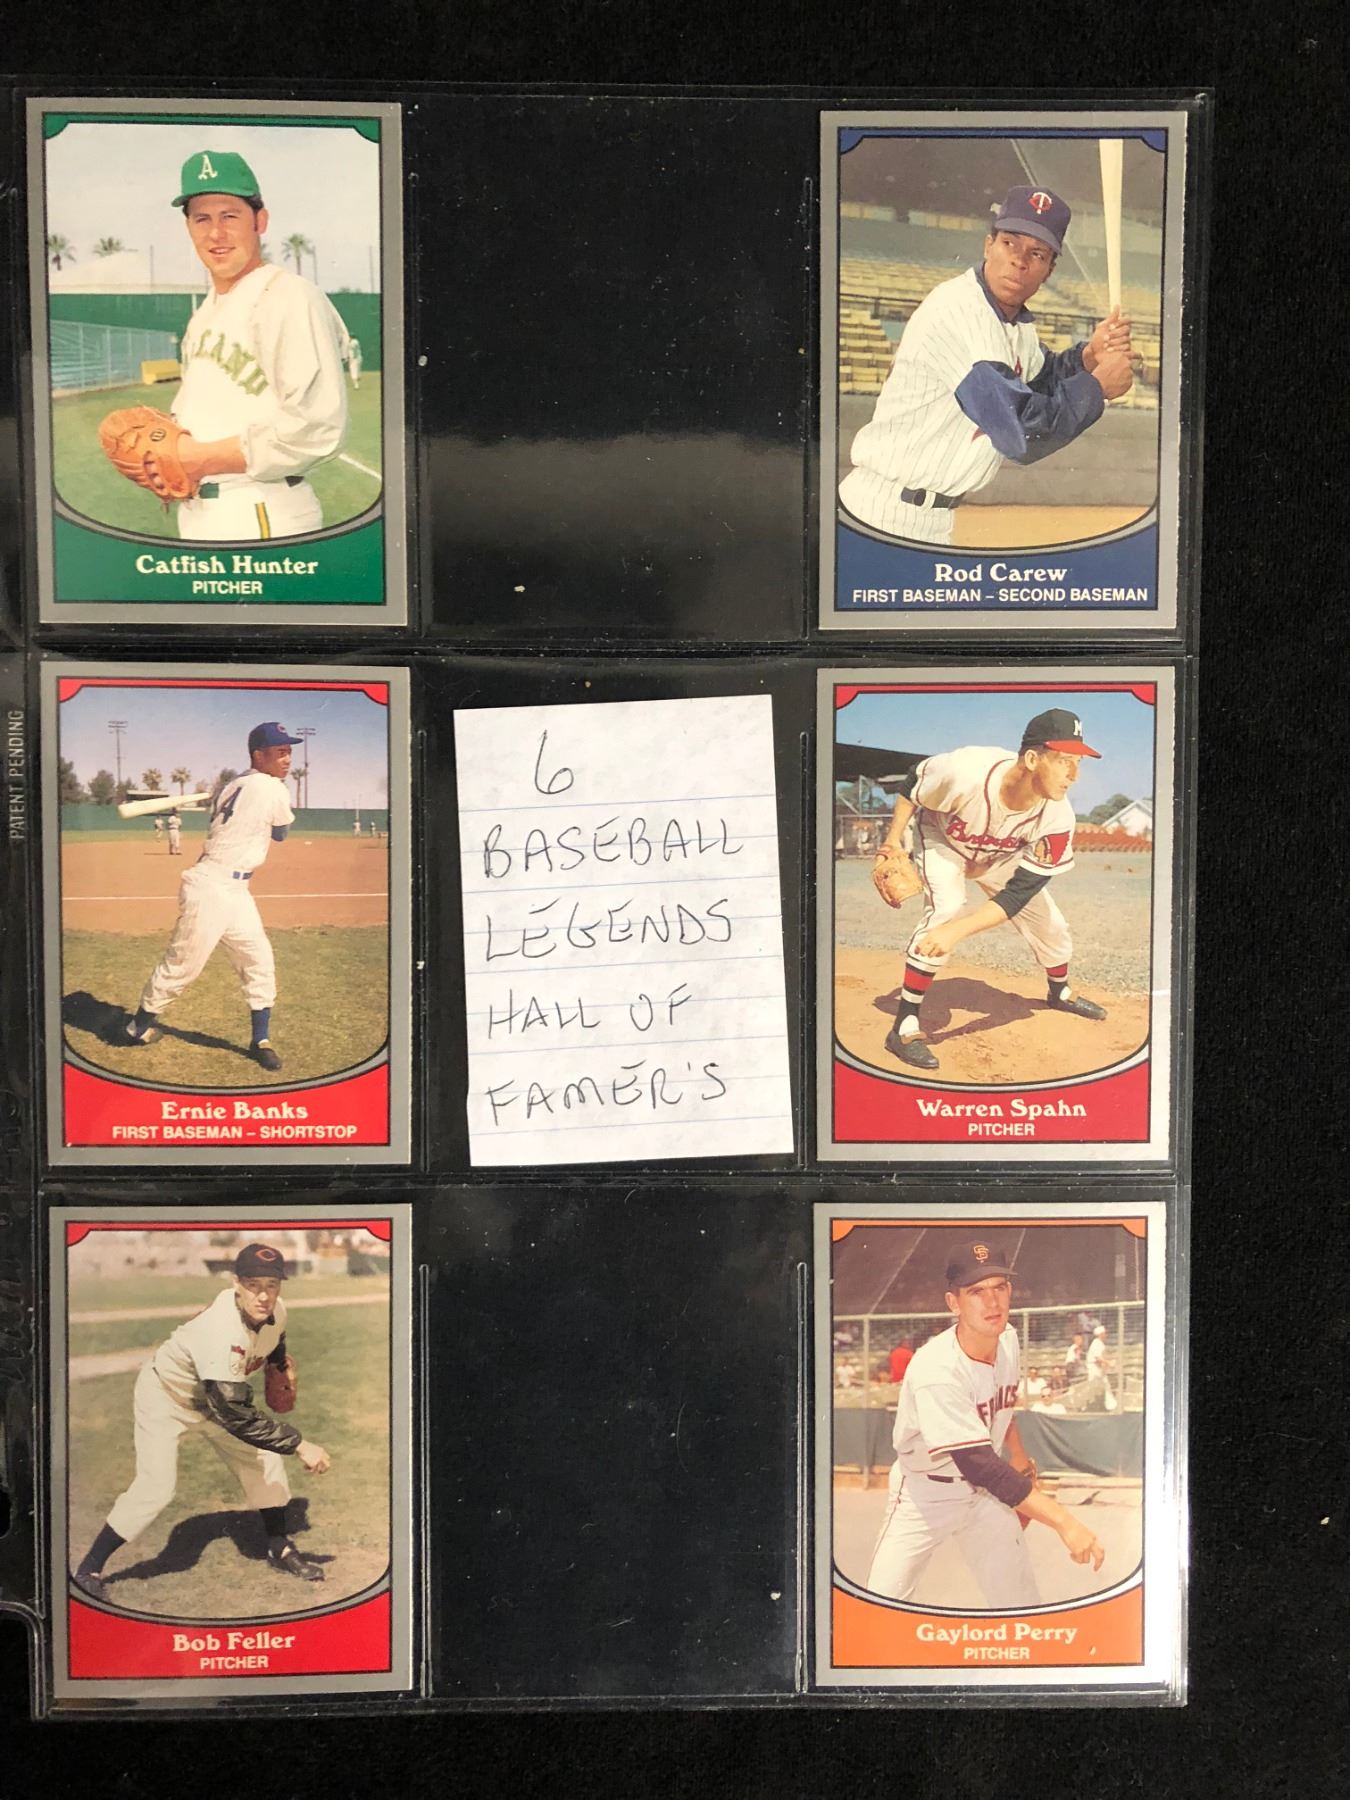 A
Catfish Hunter
PITCHER
Rod Carew
FIRST BASEMAN – SECOND BASEMAN
PATENT PENDING
Ernie Banks
FIRST BASEMAN – SHORTSTOP
6
BASEBALL
LEGENDS
HALL OF
FAMER'S
M
Warren Spahn
PITCHER
C
Bob Feller
PITCHER
SF
Gaylord Perry
PITCHER